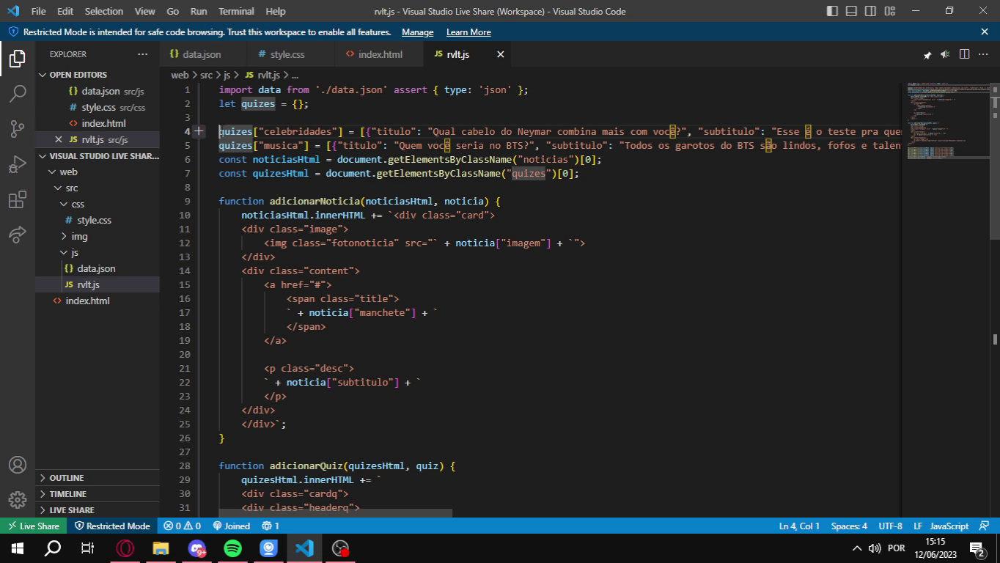 File Edit Selection View Go Run Terminal Help rvlt.js - Visual Studio Live Share (Workspace) - Visual Studio Code
Restricted Mode is intended for safe code browsing. Trust this workspace to enable all features. Manage Learn More
EXPLORER
OPEN EDITORS
data.json src/js
style.css src/css
index.html
JS rvlt.js src/js
VISUAL STUDIO LIVE SHAR...
web
src
css
# style.css
img
js
{} data.json
JS rvlt.js
<> index.html
OUTLINE
TIMELINE
LIVE SHARE
{} data.json # style.css <> index.html JS rvlt.js
web > src > js > JS rvlt.js > ...
1 import data from './data.json' assert { type: 'json' };
2 let quizes = {};
3
4 quizes["celebridades"] = [{"titulo": "Qual cabelo do Neymar combina mais com você?", "subtitulo": "Esse é o teste pra quem
5 quizes["musica"] = [{"titulo": "Quem você seria no BTS?", "subtitulo": "Todos os garotos do BTS são lindos, fofos e talen
6 const noticiasHtml = document.getElementsByClassName("noticias")[0];
7 const quizesHtml = document.getElementsByClassName("quizes")[0];
8
9 function adicionarNoticia(noticiasHtml, noticia) {
10 noticiasHtml.innerHTML += `<div class="card">
11 <div class="image">
12 <img class="fotonoticia" src="` + noticia["imagem"] + `">
13 </div>
14 <div class="content">
15 <a href="#">
16 <span class="title">
17 ` + noticia["manchete"] + `
18 </span>
19 </a>
20
21 <p class="desc">
22 ` + noticia["subtitulo"] + `
23 </p>
24 </div>
25 </div>`;
26 }
27
28 function adicionarQuiz(quizesHtml, quiz) {
29 quizesHtml.innerHTML += `
30 <div class="cardq">
31 <div class="headerq">
Live Share Restricted Mode 0 0 Joined 1 Ln 4, Col 1 Spaces: 4 UTF-8 LF JavaScript
9+ POR 15:15 12/06/2023 2